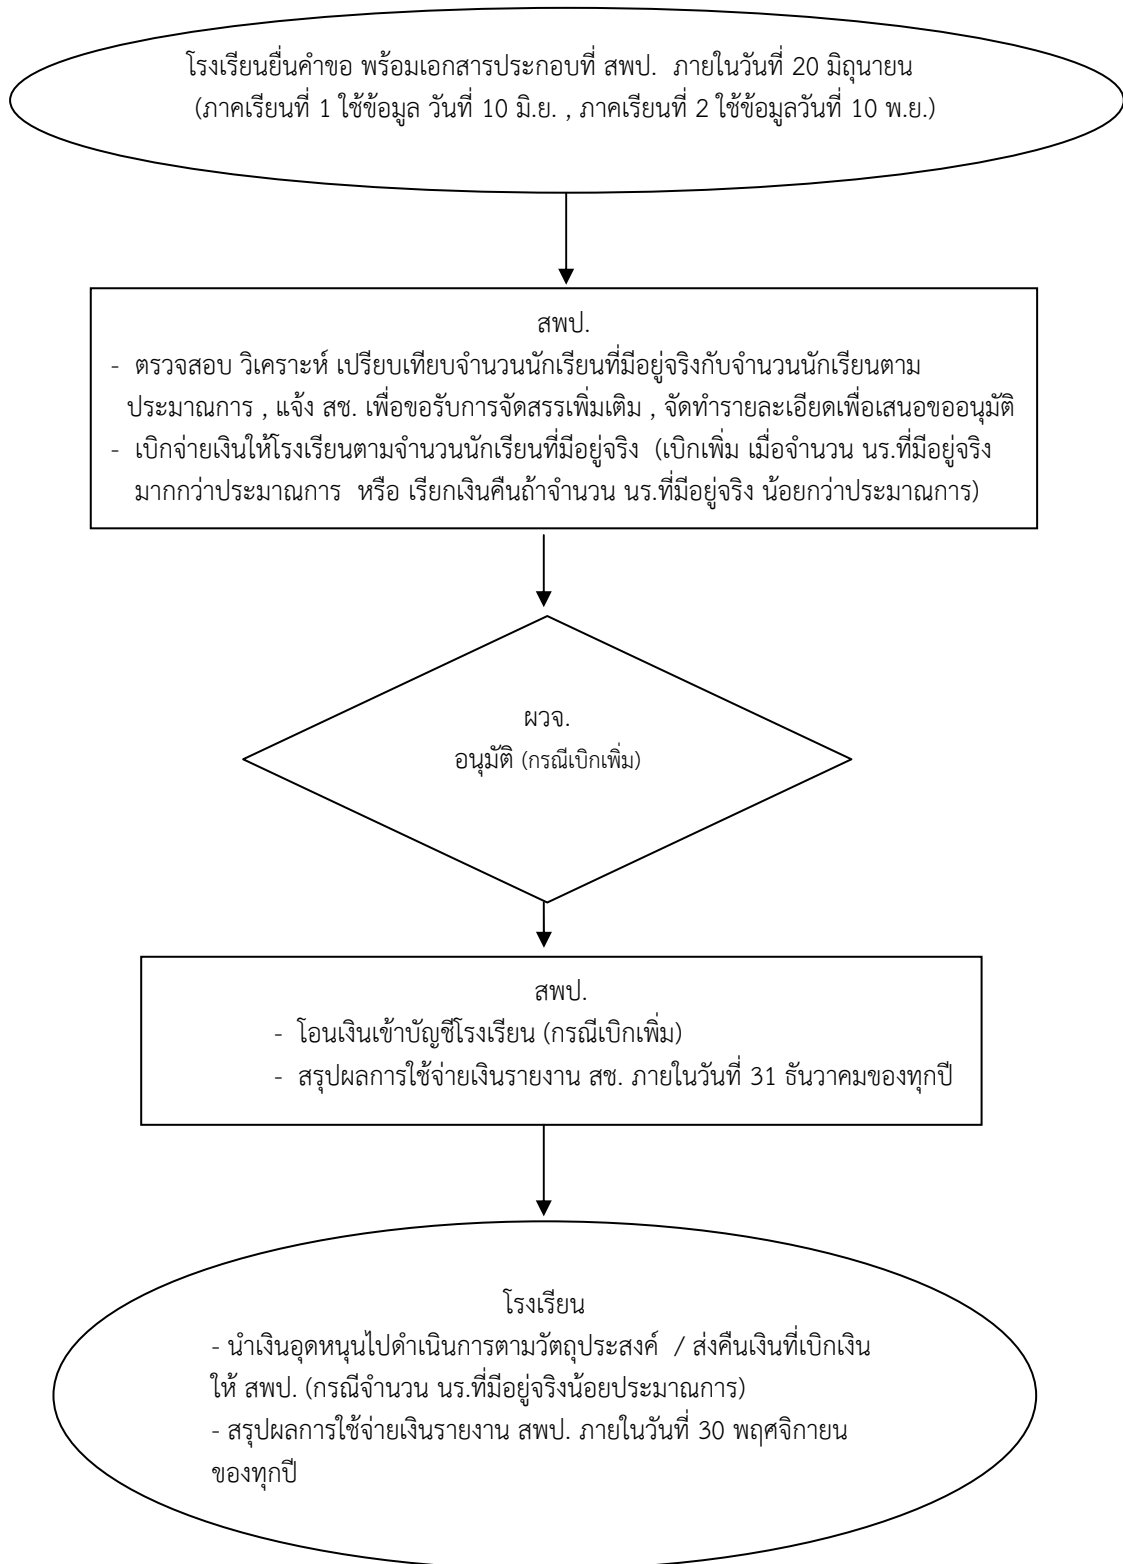 โรงเรียนยื่นคำขอ พร้อมเอกสารประกอบที่ สพป. ภายในวันที่ 20 มิถุนายน
(ภาคเรียนที่ 1 ใช้ข้อมูล วันที่ 10 มิ.ย. , ภาคเรียนที่ 2 ใช้ข้อมูลวันที่ 10 พ.ย.)
สพป.
- ตรวจสอบ วิเคราะห์ เปรียบเทียบจำนวนนักเรียนที่มีอยู่จริงกับจำนวนนักเรียนตาม
ประมาณการ , แจ้ง สช. เพื่อขอรับการจัดสรรเพิ่มเติม , จัดทำรายละเอียดเพื่อเสนอขออนุมัติ
- เบิกจ่ายเงินให้โรงเรียนตามจำนวนนักเรียนที่มีอยู่จริง (เบิกเพิ่ม เมื่อจำนวน นร.ที่มีอยู่จริง
มากกว่าประมาณการ หรือ เรียกเงินคืนถ้าจำนวน นร.ที่มีอยู่จริง น้อยกว่าประมาณการ)
ผวจ.
อนุมัติ (กรณีเบิกเพิ่ม)
สพป.
- โอนเงินเข้าบัญชีโรงเรียน (กรณีเบิกเพิ่ม)
- สรุปผลการใช้จ่ายเงินรายงาน สช. ภายในวันที่ 31 ธันวาคมของทุกปี
โรงเรียน
- นำเงินอุดหนุนไปดำเนินการตามวัตถุประสงค์ / ส่งคืนเงินที่เบิกเงิน
ให้ สพป. (กรณีจำนวน นร.ที่มีอยู่จริงน้อยประมาณการ)
- สรุปผลการใช้จ่ายเงินรายงาน สพป. ภายในวันที่ 30 พฤศจิกายน
ของทุกปี